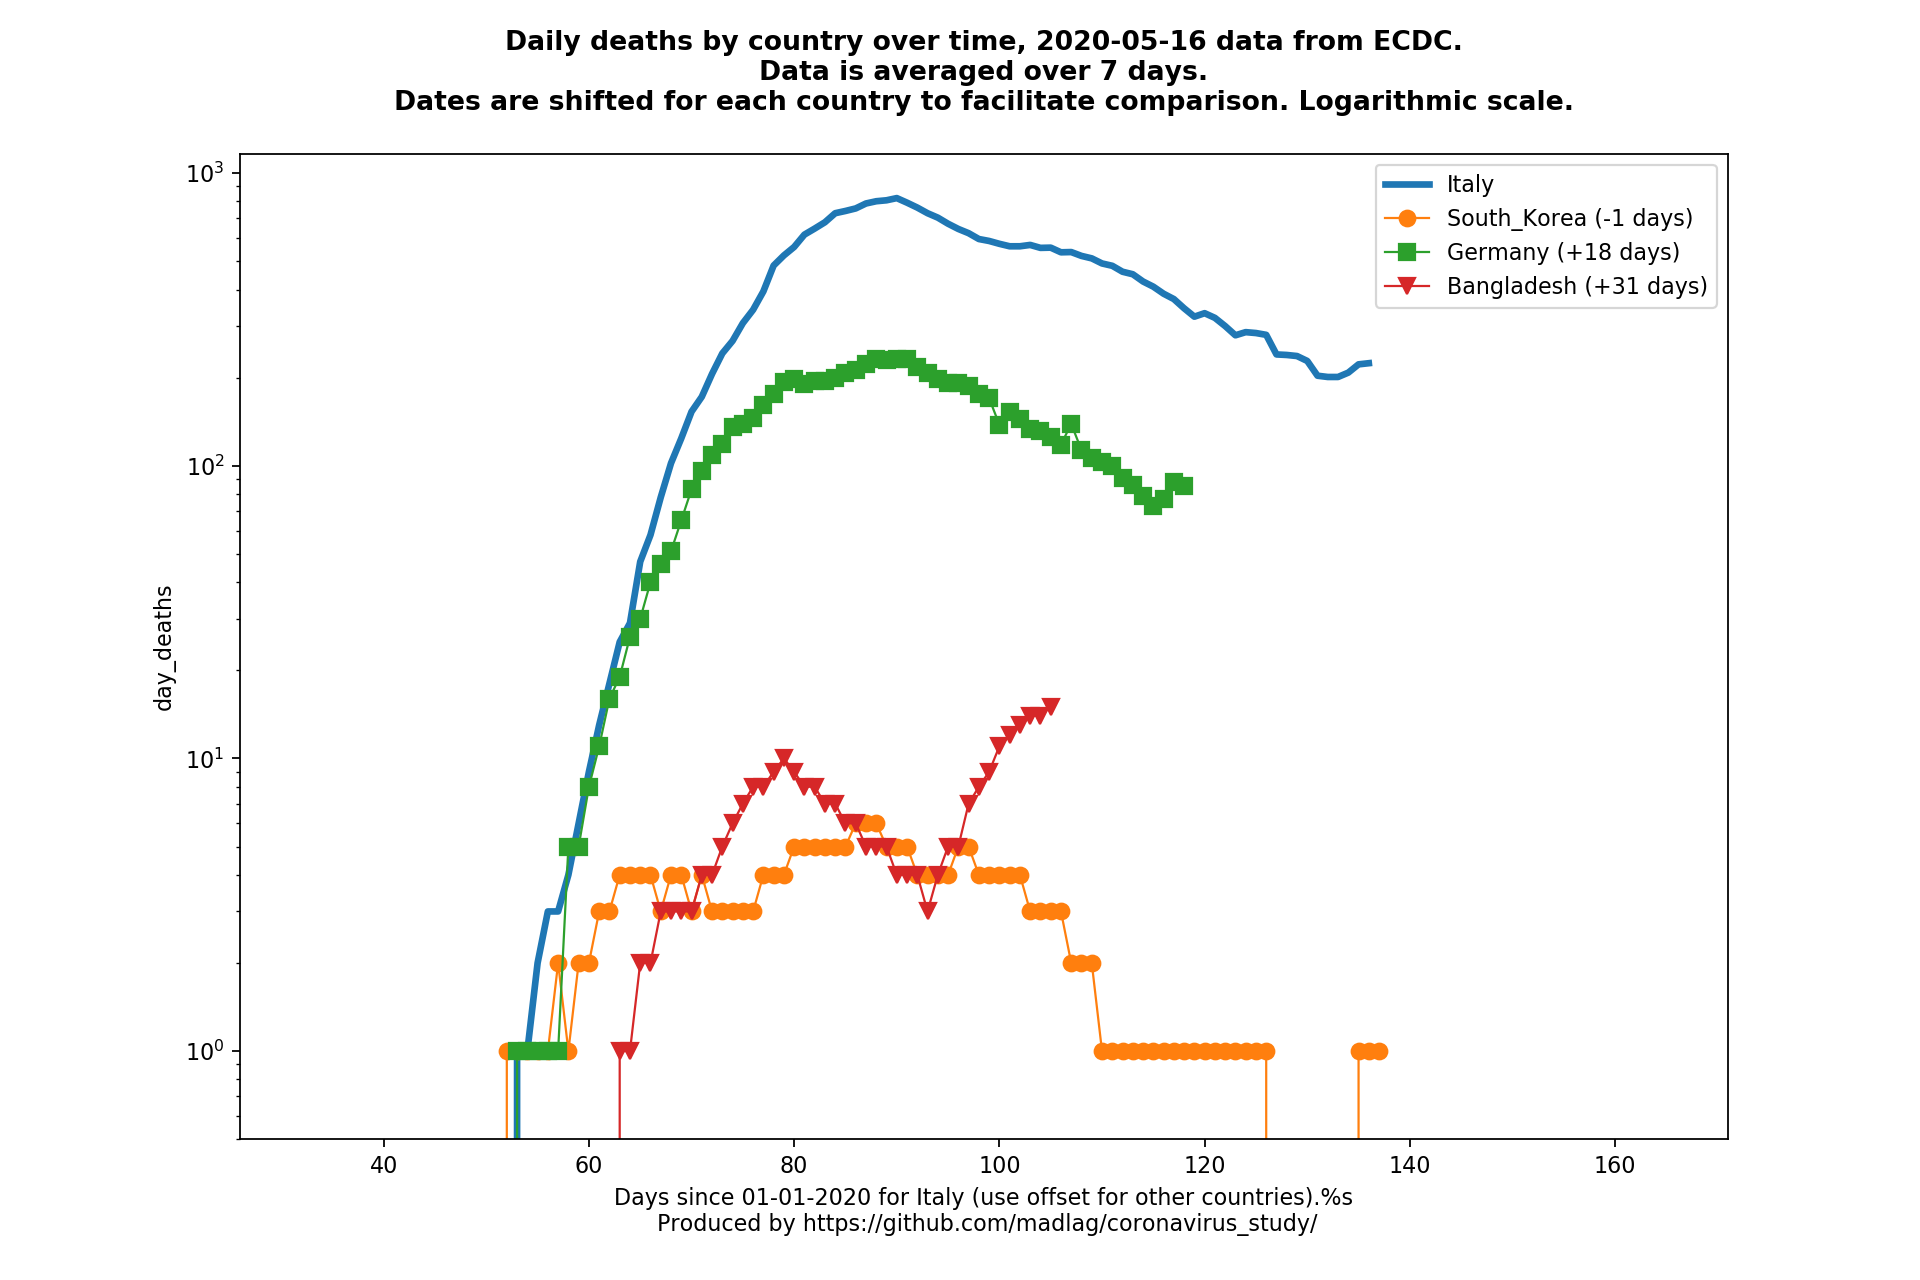 Daily deaths by country over time, 2020-05-16 data from ECDC.
Data is averaged over 7 days.
Dates are shifted for each country to facilitate comparison. Logarithmic scale.
Italy
South_Korea (-1 days)
Germany (+18 days)
Bangladesh (+31 days)
10³
10²
10¹
10⁰
day_deaths
40 60 80 100 120 140 160
Days since 01-01-2020 for Italy (use offset for other countries).%s
Produced by https://github.com/madlag/coronavirus_study/